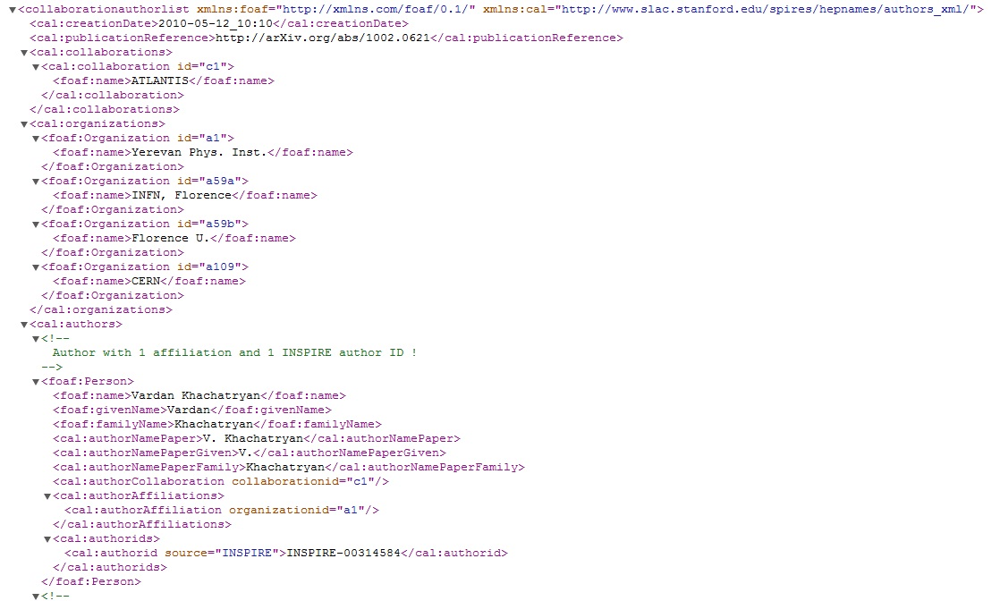 ▼<collaborationauthorlist xmlns:foaf="http://xmlns.com/foaf/0.1/" xmlns:cal="http://www.slac.stanford.edu/spires/hepnames/authors_xml/">
<cal:creationDate>2010-05-12_10:10</cal:creationDate>
<cal:publicationReference>http://arXiv.org/abs/1002.0621</cal:publicationReference>
▼<cal:collaborations>
▼<cal:collaboration id="c1">
<foaf:name>ATLANTIS</foaf:name>
</cal:collaboration>
</cal:collaborations>
▼<cal:organizations>
▼<foaf:Organization id="a1">
<foaf:name>Yerevan Phys. Inst.</foaf:name>
</foaf:Organization>
▼<foaf:Organization id="a59a">
<foaf:name>INFN, Florence</foaf:name>
</foaf:Organization>
▼<foaf:Organization id="a59b">
<foaf:name>Florence U.</foaf:name>
</foaf:Organization>
▼<foaf:Organization id="a109">
<foaf:name>CERN</foaf:name>
</foaf:Organization>
</cal:organizations>
▼<cal:authors>
▼<!--
Author with 1 affiliation and 1 INSPIRE author ID !
-->
▼<foaf:Person>
<foaf:name>Vardan Khachatryan</foaf:name>
<foaf:givenName>Vardan</foaf:givenName>
<foaf:familyName>Khachatryan</foaf:familyName>
<cal:authorNamePaper>V. Khachatryan</cal:authorNamePaper>
<cal:authorNamePaperGiven>V.</cal:authorNamePaperGiven>
<cal:authorNamePaperFamily>Khachatryan</cal:authorNamePaperFamily>
<cal:authorCollaboration collaborationid="c1"/>
▼<cal:authorAffiliations>
<cal:authorAffiliation organizationid="a1"/>
</cal:authorAffiliations>
▼<cal:authorids>
<cal:authorid source="INSPIRE">INSPIRE-00314584</cal:authorid>
</cal:authorids>
</foaf:Person>
▼<!--